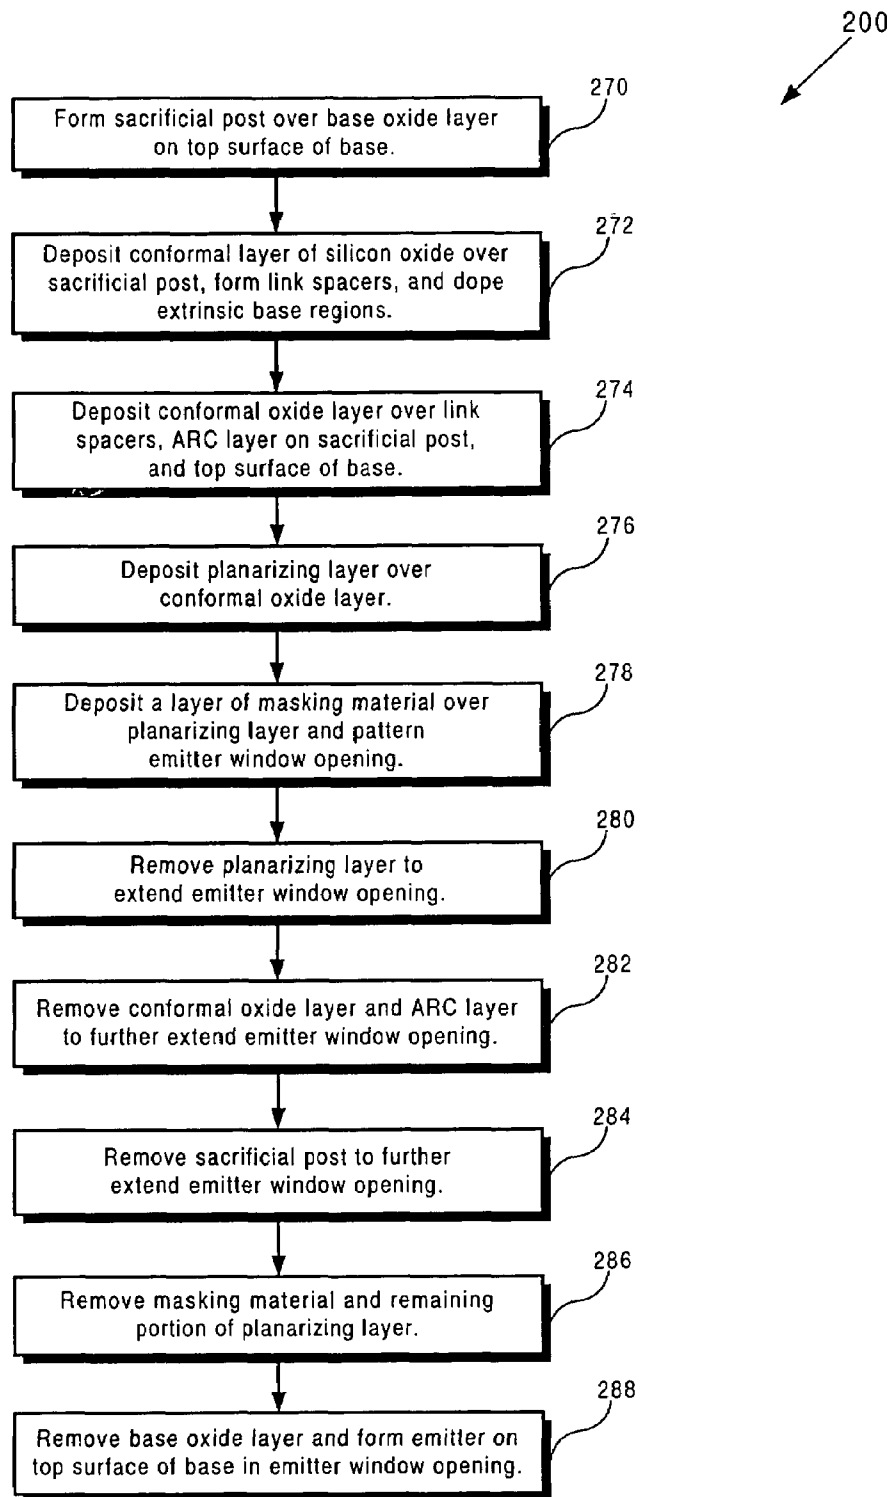 200
270
Form sacrificial post over base oxide layer
on top surface of base.
272
Deposit conformal layer of silicon oxide over
sacrificial post, form link spacers, and dope
extrinsic base regions.
274
Deposit conformal oxide layer over link
spacers, ARC layer on sacrificial post,
and top surface of base.
276
Deposit planarizing layer over
conformal oxide layer.
278
Deposit a layer of masking material over
planarizing layer and pattern
emitter window opening.
280
Remove planarizing layer to
extend emitter window opening.
282
Remove conformal oxide layer and ARC layer
to further extend emitter window opening.
284
Remove sacrificial post to further
extend emitter window opening.
286
Remove masking material and remaining
portion of planarizing layer.
288
Remove base oxide layer and form emitter on
top surface of base in emitter window opening.